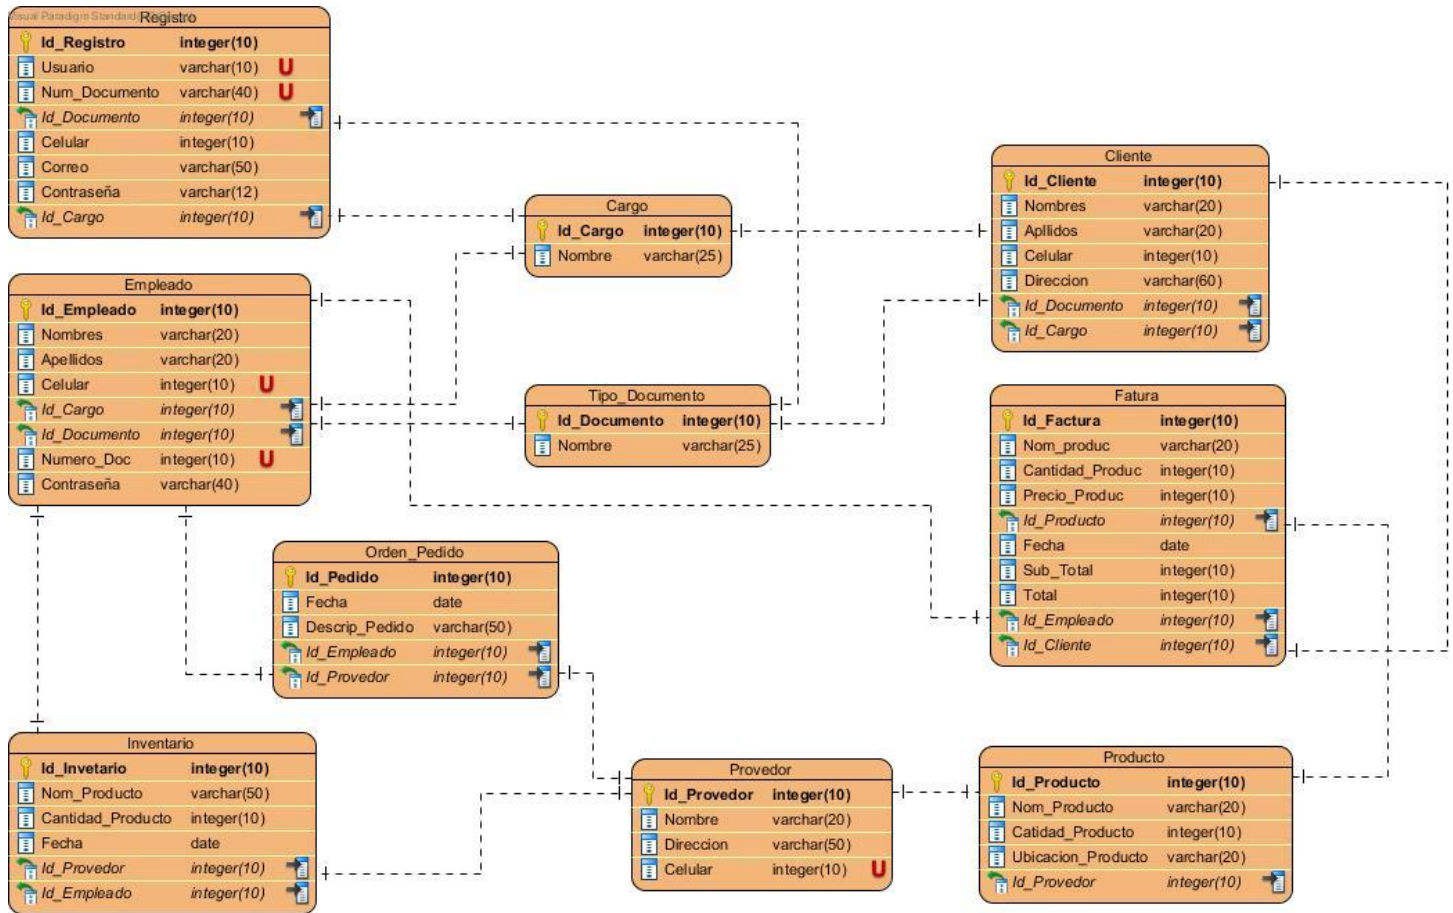 Visual Paradigm Standard
Registro
Id_Registro integer(10)
Usuario varchar(10) U
Num_Documento varchar(40) U
Id_Documento integer(10)
Celular integer(10)
Correo varchar(50)
Contraseña varchar(12)
Id_Cargo integer(10)
Cargo
Id_Cargo integer(10)
Nombre varchar(25)
Cliente
Id_Cliente integer(10)
Nombres varchar(20)
Apllidos varchar(20)
Celular integer(10)
Direccion varchar(60)
Id_Documento integer(10)
Id_Cargo integer(10)
Empleado
Id_Empleado integer(10)
Nombres varchar(20)
Apellidos varchar(20)
Celular integer(10) U
Id_Cargo integer(10)
Id_Documento integer(10)
Numero_Doc integer(10) U
Contraseña varchar(40)
Tipo_Documento
Id_Documento integer(10)
Nombre varchar(25)
Fatura
Id_Factura integer(10)
Nom_produc varchar(20)
Cantidad_Produc integer(10)
Precio_Produc integer(10)
Id_Producto integer(10)
Fecha date
Sub_Total integer(10)
Total integer(10)
Id_Empleado integer(10)
Id_Cliente integer(10)
Orden_Pedido
Id_Pedido integer(10)
Fecha date
Descrip_Pedido varchar(50)
Id_Empleado integer(10)
Id_Provedor integer(10)
Inventario
Id_Invetario integer(10)
Nom_Producto varchar(50)
Cantidad_Producto integer(10)
Fecha date
Id_Provedor integer(10)
Id_Empleado integer(10)
Provedor
Id_Provedor integer(10)
Nombre varchar(20)
Direccion varchar(50)
Celular integer(10) U
Producto
Id_Producto integer(10)
Nom_Producto varchar(20)
Catidad_Producto integer(10)
Ubicacion_Producto varchar(20)
Id_Provedor integer(10)